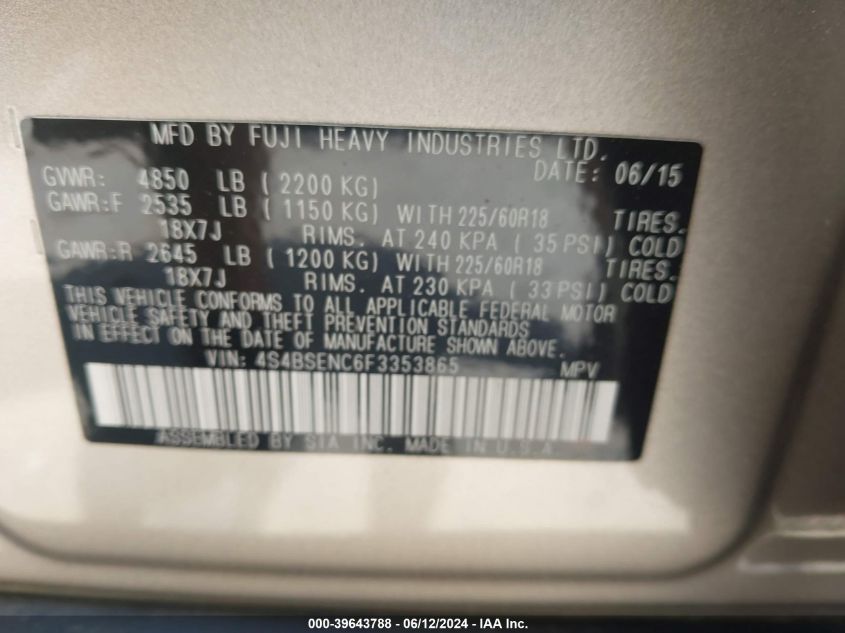 MFD BY FUJI HEAVY INDUSTRIES LTD.
DATE: 06/15
GVWR: 4850 LB ( 2200 KG)
GAWR:F 2535 LB ( 1150 KG) WITH 225/60R18 TIRES.
18X7J RIMS. AT 240 KPA ( 35 PSI) COLD
GAWR:R 2645 LB ( 1200 KG) WITH 225/60R18 TIRES.
18X7J RIMS. AT 230 KPA ( 33 PSI) COLD
THIS VEHICLE CONFORMS TO ALL APPLICABLE FEDERAL MOTOR
VEHICLE SAFETY AND THEFT PREVENTION STANDARDS
IN EFFECT ON THE DATE OF MANUFACTURE SHOWN ABOVE.
VIN: 4S4BSENC6F3353865 MPV
ASSEMBLED BY SIA INC. MADE IN U.S.A
000-39643788 - 06/12/2024 - IAA Inc.